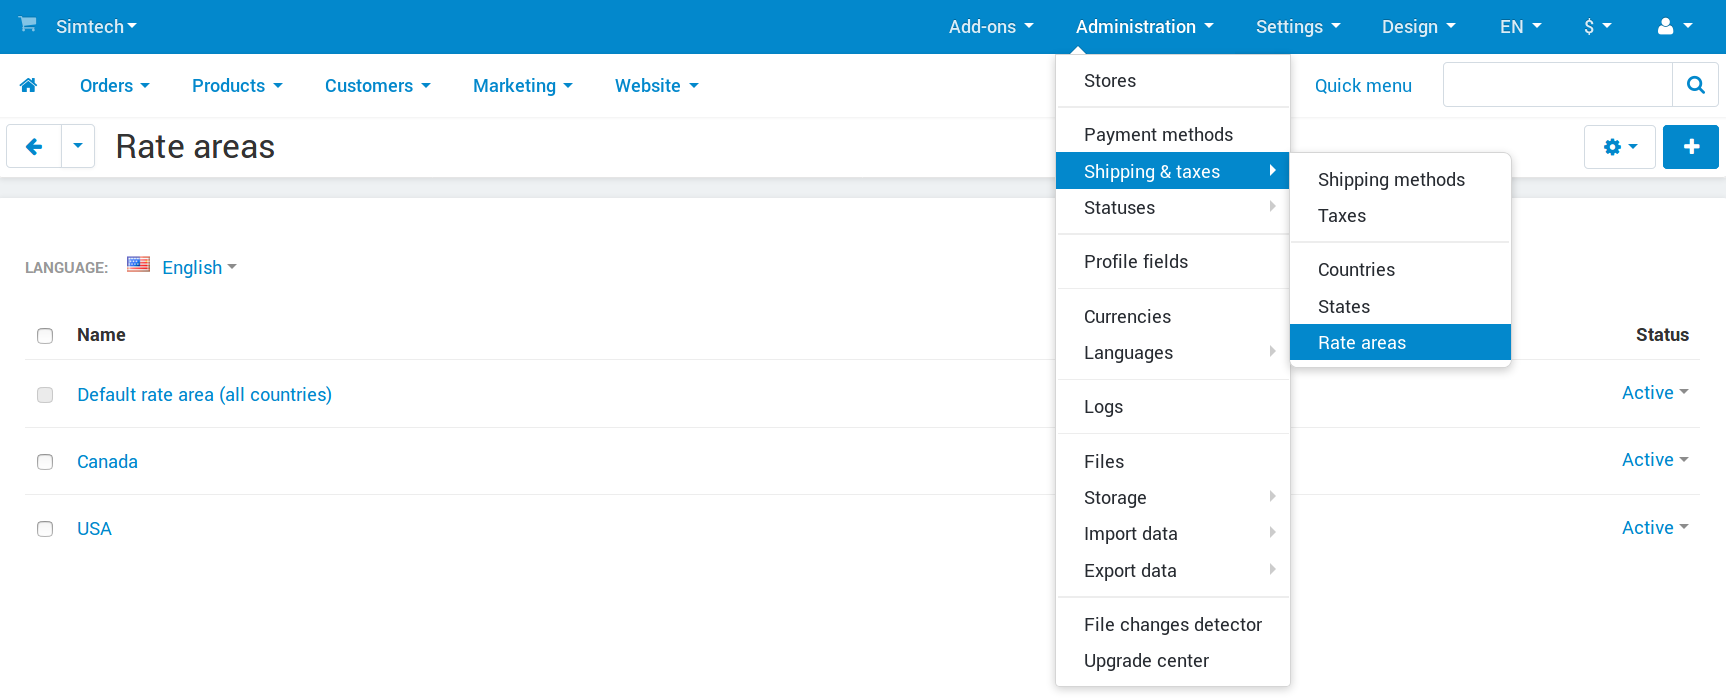 Simtech
Add-ons
Administration
Settings
Design
EN
$
Orders
Products
Customers
Marketing
Website
Quick menu
Rate areas
Stores
Payment methods
Shipping & taxes
Statuses
Profile fields
Currencies
Languages
Logs
Files
Storage
Import data
Export data
File changes detector
Upgrade center
Shipping methods
Taxes
Countries
States
Rate areas
LANGUAGE: English
Name Status
Default rate area (all countries) Active
Canada Active
USA Active